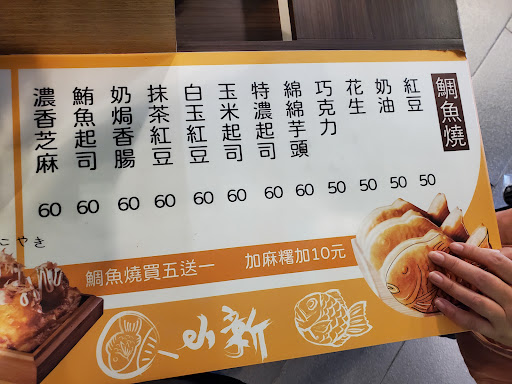 鯛魚燒
紅豆 50
奶油 50
花生 50
巧克力 50
綿綿芋頭 60
特濃起司 60
玉米起司 60
白玉紅豆 60
抹茶紅豆 60
奶焗香腸 60
鮪魚起司 60
濃香芝麻 60
こやき
鯛魚燒買五送一 加麻糬加10元